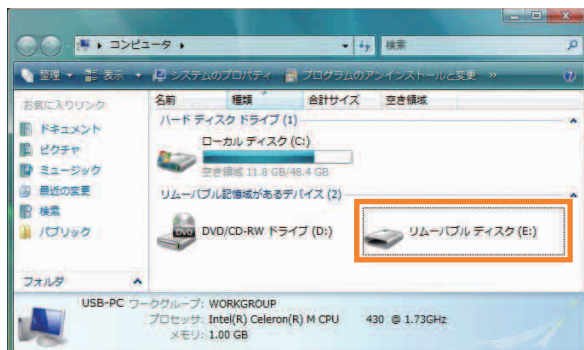 コンピュータ
検索
整理 表示 システムのプロパティ プログラムのアンインストールと変更 »
お気に入りリンク
ドキュメント
ピクチャ
ミュージック
最近の変更
検索
パブリック
フォルダ
名前 種類 合計サイズ 空き領域
ハード ディスク ドライブ (1)
ローカル ディスク (C:)
空き領域 11.8 GB/48.4 GB
リムーバブル記憶域があるデバイス (2)
DVD/CD-RW ドライブ (D:)
リムーバブル ディスク (E:)
USB-PC ワークグループ: WORKGROUP
プロセッサ: Intel(R) Celeron(R) M CPU 430 @ 1.73GHz
メモリ: 1.00 GB